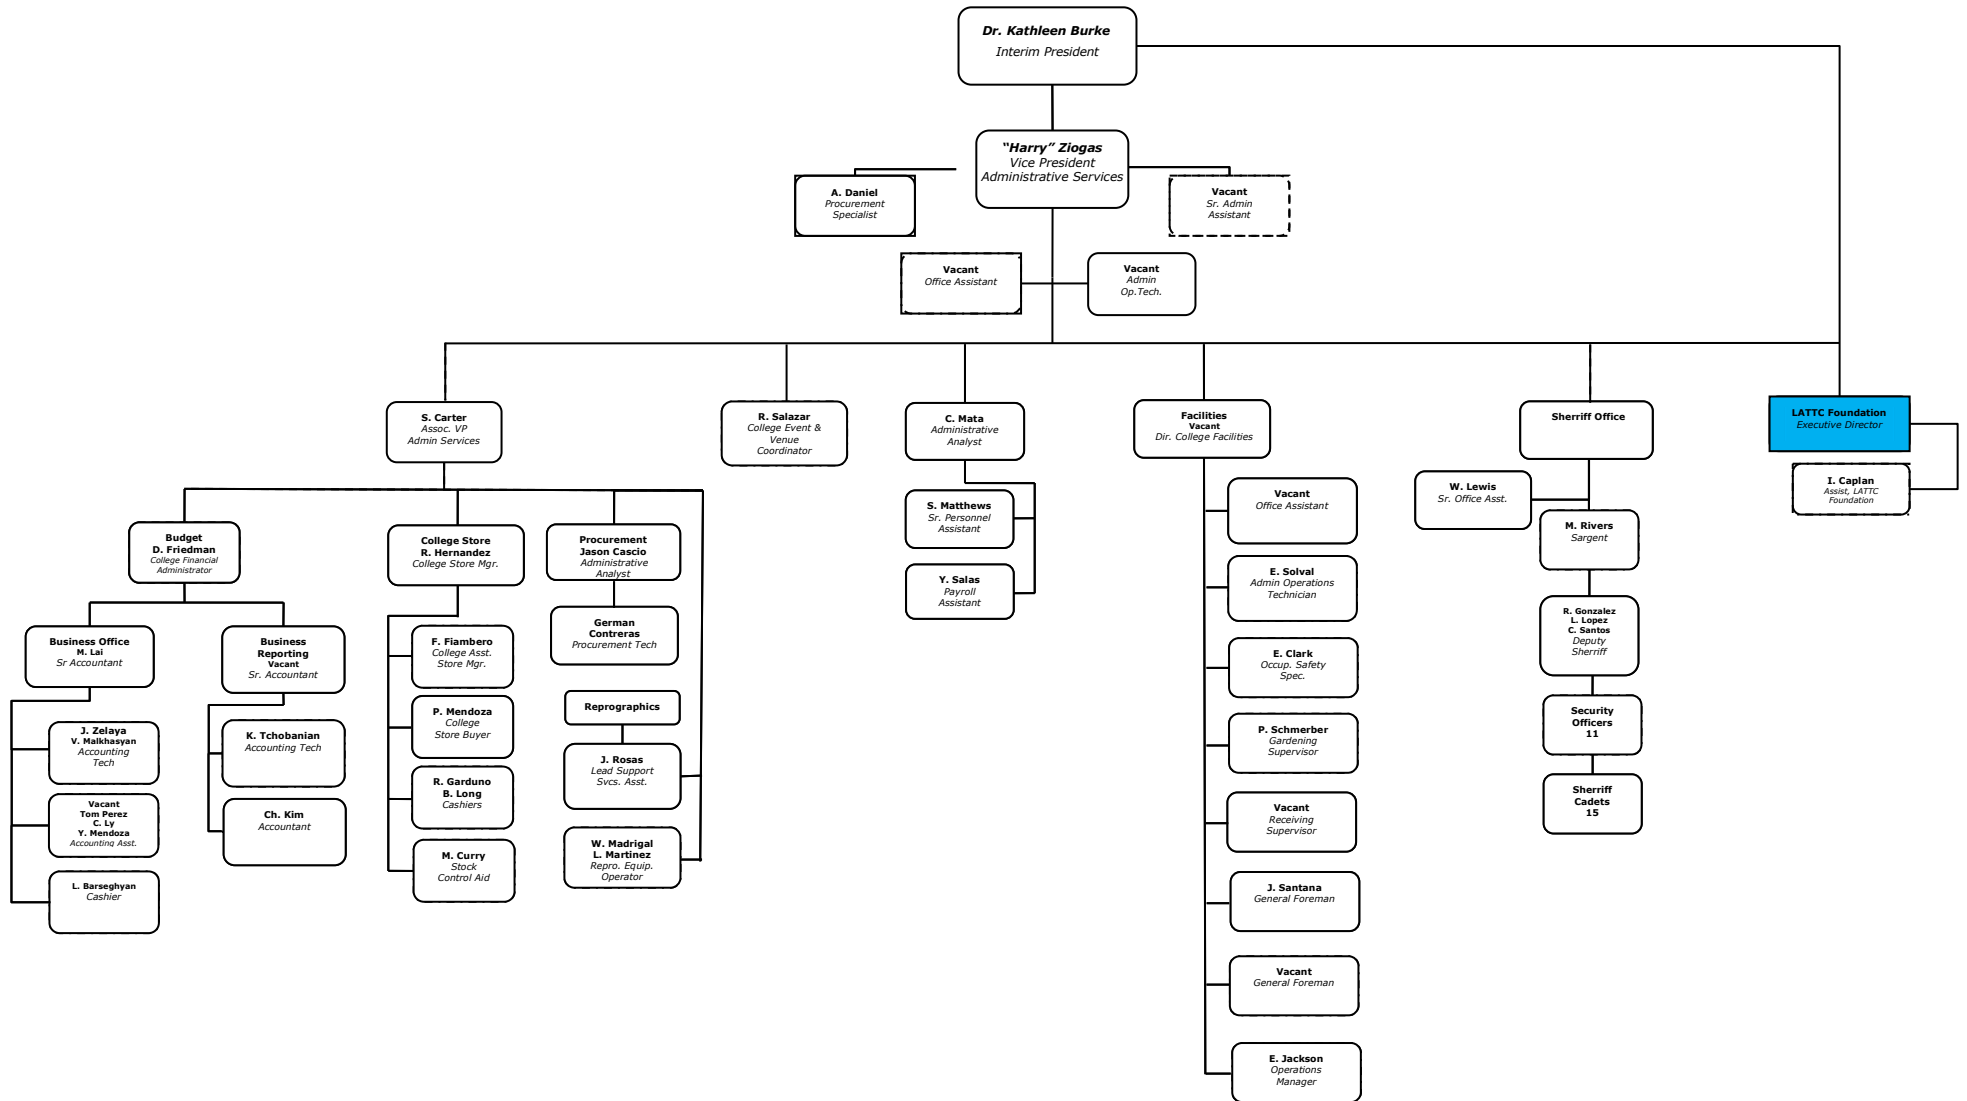 Dr. Kathleen Burke
Interim President
“Harry” Ziogas
Vice President
Administrative Services
A. Daniel
Procurement
Specialist
Vacant
Sr. Admin
Assistant
Vacant
Office Assistant
Vacant
Admin
Op.Tech.
S. Carter
Assoc. VP
Admin Services
R. Salazar
College Event &
Venue
Coordinator
C. Mata
Administrative
Analyst
Facilities
Vacant
Dir. College Facilities
Sherriff Office
LATTC Foundation
Executive Director
I. Caplan
Assist, LATTC
Foundation
Budget
D. Friedman
College Financial
Administrator
College Store
R. Hernandez
College Store Mgr.
Procurement
Jason Cascio
Administrative
Analyst
German
Contreras
Procurement Tech
Business Office
M. Lai
Sr Accountant
Business
Reporting
Vacant
Sr. Accountant
J. Zelaya
V. Malkhasyan
Accounting
Tech
Vacant
Tom Perez
C. Ly
Y. Mendoza
Accounting Asst.
L. Barseghyan
Cashier
K. Tchobanian
Accounting Tech
Ch. Kim
Accountant
F. Fiambero
College Asst.
Store Mgr.
P. Mendoza
College
Store Buyer
R. Garduno
B. Long
Cashiers
M. Curry
Stock
Control Aid
Reprographics
J. Rosas
Lead Support
Svcs. Asst.
W. Madrigal
L. Martinez
Repro. Equip.
Operator
S. Matthews
Sr. Personnel
Assistant
Y. Salas
Payroll
Assistant
Vacant
Office Assistant
E. Solval
Admin Operations
Technician
E. Clark
Occup. Safety
Spec.
P. Schmerber
Gardening
Supervisor
Vacant
Receiving
Supervisor
J. Santana
General Foreman
Vacant
General Foreman
E. Jackson
Operations
Manager
W. Lewis
Sr. Office Asst.
M. Rivers
Sargent
R. Gonzalez
L. Lopez
C. Santos
Deputy
Sherriff
Security
Officers
11
Sherriff
Cadets
15